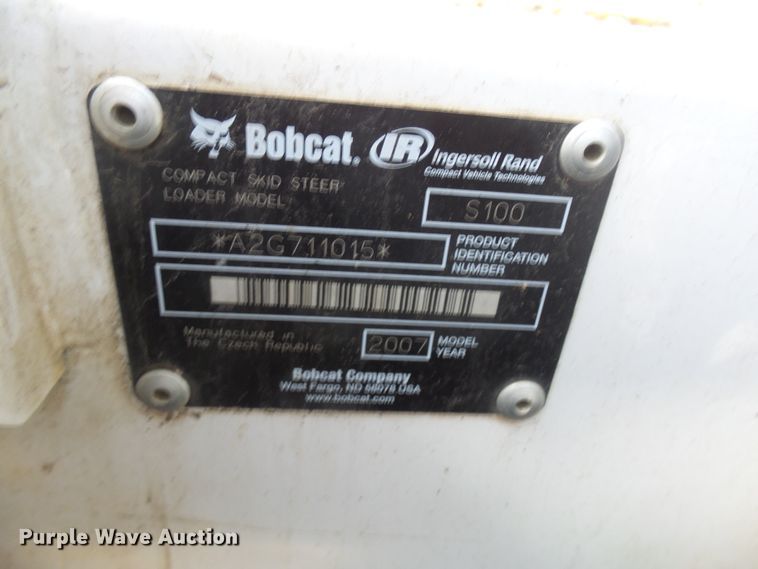 Bobcat. IR Ingersoll Rand
Compact Vehicle Technologies
COMPACT SKID STEER
LOADER MODEL
S100
*A2G711015*
PRODUCT
IDENTIFICATION
NUMBER
Manufactured in
The Czech Republic
2007
MODEL
YEAR
Bobcat Company
West Fargo, ND 58078 USA
www.bobcat.com
Purple Wave Auction